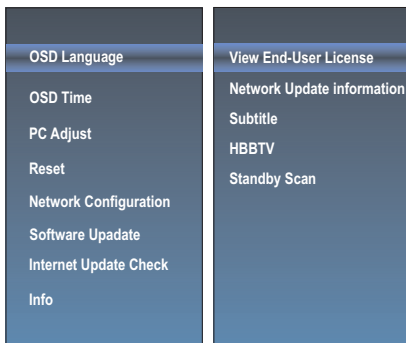 OSD Language
OSD Time
PC Adjust
Reset
Network Configuration
Software Upadate
Internet Update Check
Info
View End-User License
Network Update information
Subtitle
HBBTV
Standby Scan